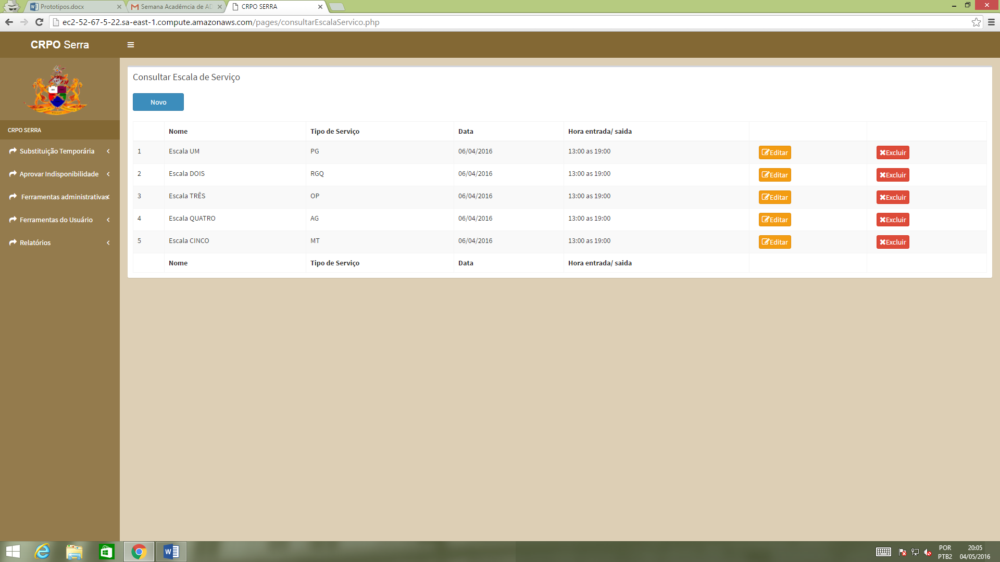 Prototipos.docx
Semana Acadêmcia de AD
CRPO SERRA
ec2-52-67-5-22.sa-east-1.compute.amazonaws.com/pages/consultarEscalaServico.php
CRPO Serra
CRPO SERRA
Substituição Temporária
Aprovar Indisponibilidade
Ferramentas administrativas
Ferramentas do Usuário
Relatórios
Consultar Escala de Serviço
Novo
Nome Tipo de Serviço Data Hora entrada/ saida
1 Escala UM PG 06/04/2016 13:00 as 19:00 Editar Excluir
2 Escala DOIS RGQ 06/04/2016 13:00 as 19:00 Editar Excluir
3 Escala TRÊS OP 06/04/2016 13:00 as 19:00 Editar Excluir
4 Escala QUATRO AG 06/04/2016 13:00 as 19:00 Editar Excluir
5 Escala CINCO MT 06/04/2016 13:00 as 19:00 Editar Excluir
Nome Tipo de Serviço Data Hora entrada/ saida
POR 20:05
PTB2 04/05/2016